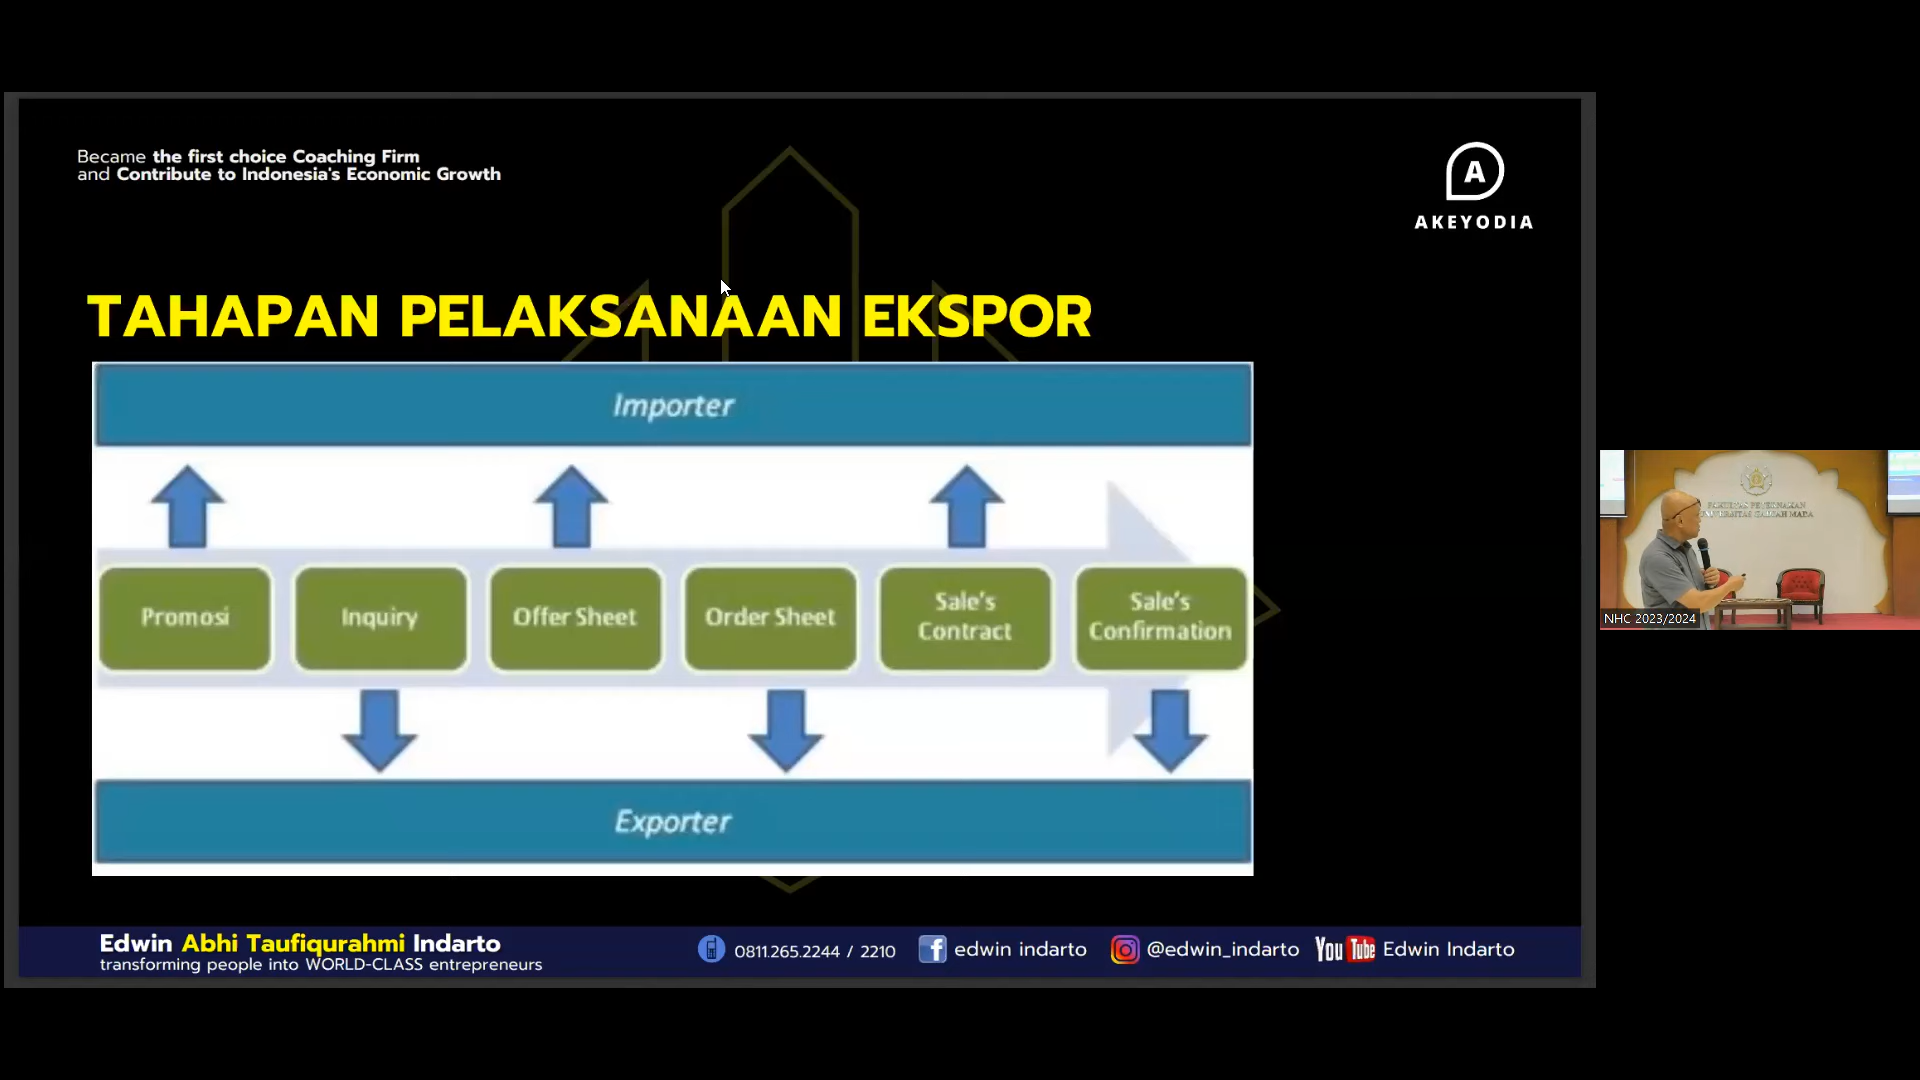 Became the first choice Coaching Firm
and Contribute to Indonesia's Economic Growth
A
AKEYODIA
TAHAPAN PELAKSANAAN EKSPOR
Importer
Promosi
Inquiry
Offer Sheet
Order Sheet
Sale's
Contract
Sale's
Confirmation
Exporter
NHC 2023/2024
Edwin Abhi Taufiqurahmi Indarto
transforming people into WORLD-CLASS entrepreneurs
0811.265.2244 / 2210
edwin indarto
@edwin_indarto
YouTube Edwin Indarto